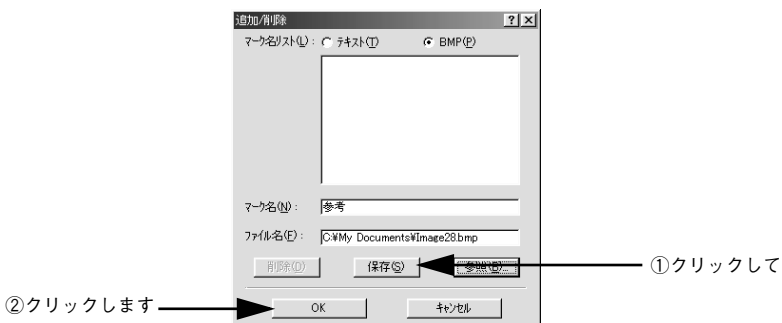 追加/削除
マーク名リスト(L): テキスト(T) BMP(P)
マーク名(N): 参考
ファイル名(F): C:¥My Documents¥Image28.bmp
削除(D) 保存(S) 参照(B)... ①クリックして
②クリックします OK キャンセル